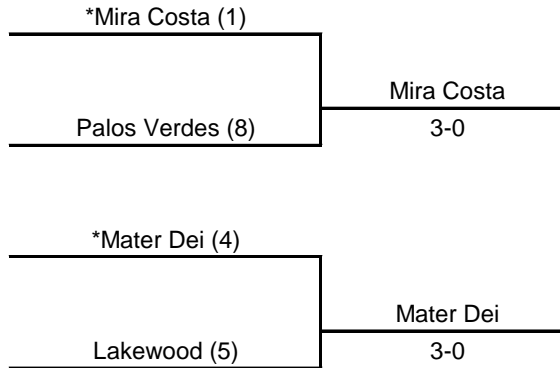 *Mira Costa (1)
Mira Costa
Palos Verdes (8)
3-0
*Mater Dei (4)
Mater Dei
Lakewood (5)
3-0